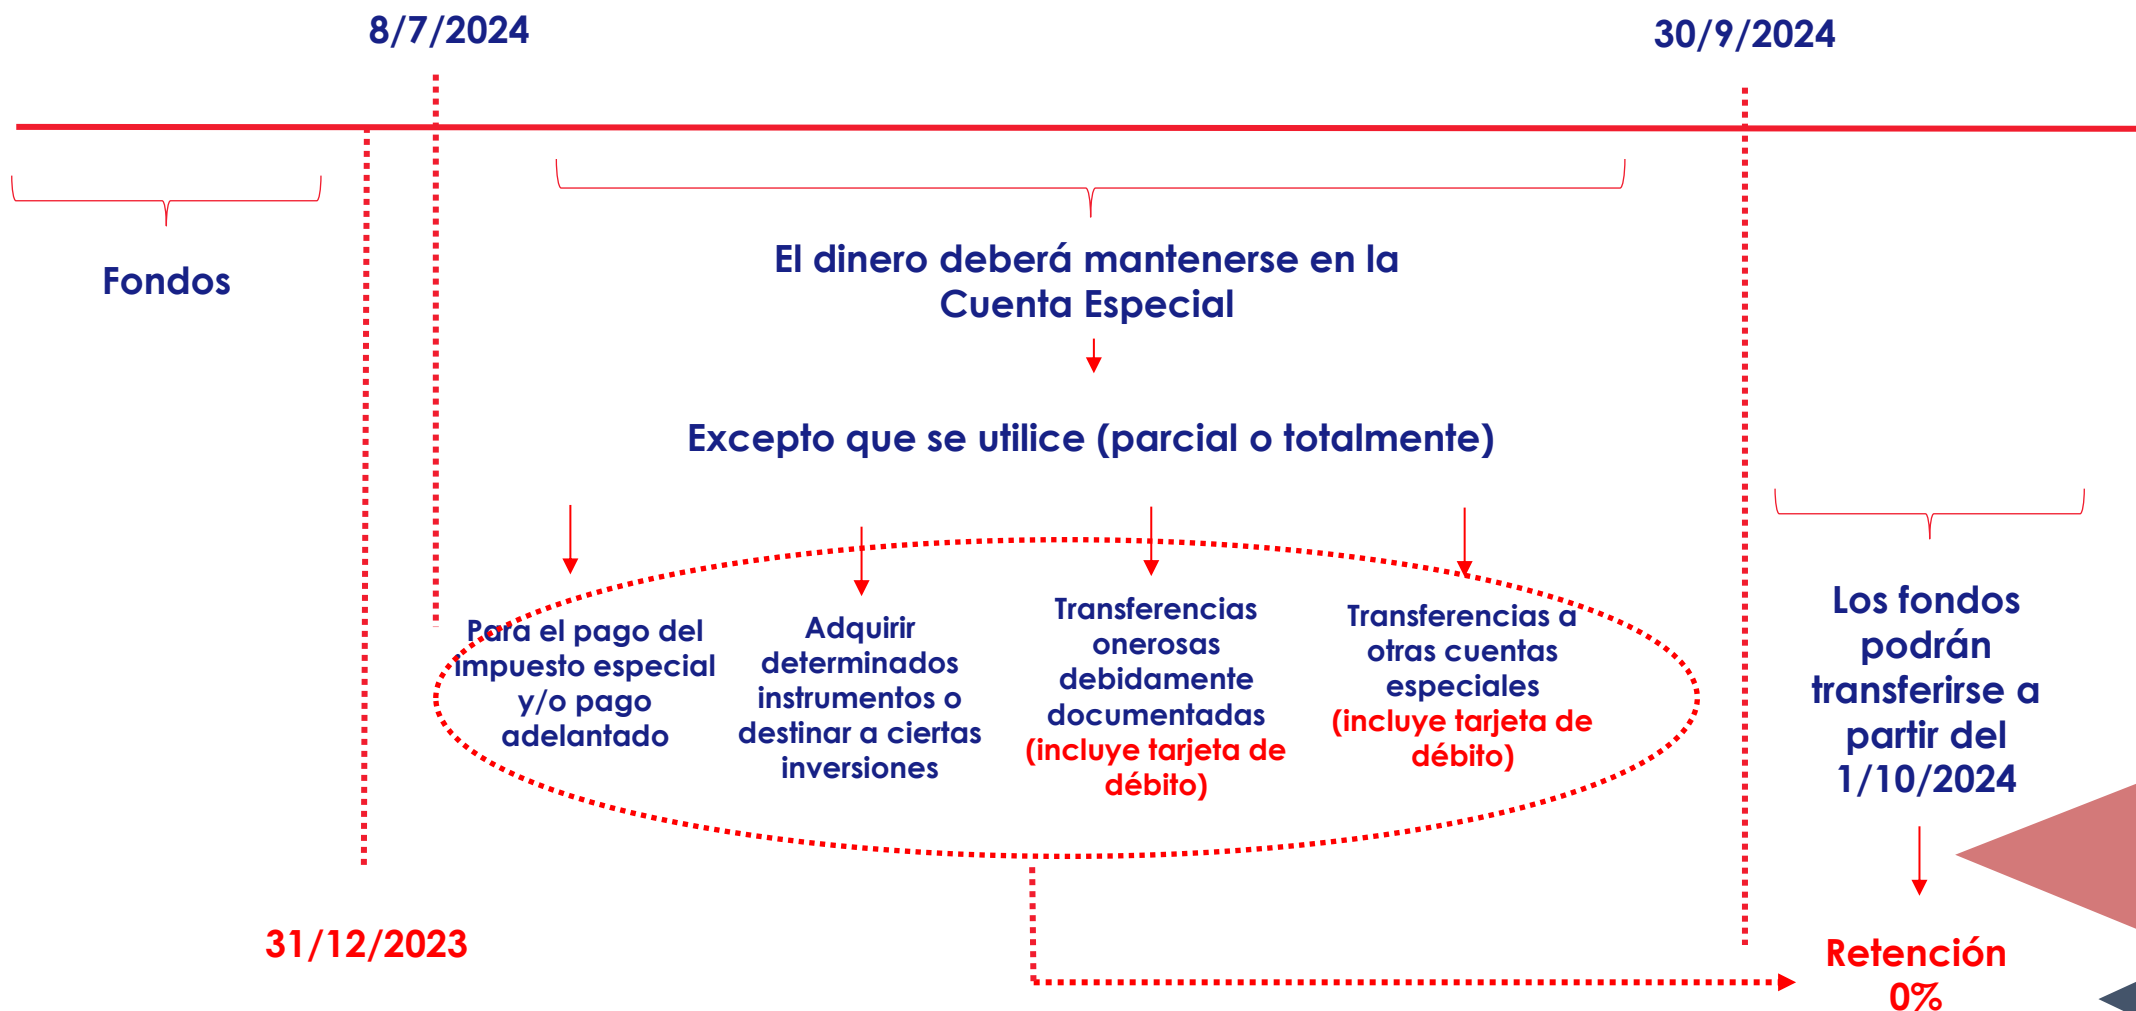 8/7/2024
30/9/2024
Fondos
El dinero deberá mantenerse en la
Cuenta Especial
Excepto que se utilice (parcial o totalmente)
Para el pago del
impuesto especial
y/o pago
adelantado
Adquirir
determinados
instrumentos o
destinar a ciertas
inversiones
Transferencias
onerosas
debidamente
documentadas
(incluye tarjeta de
débito)
Transferencias a
otras cuentas
especiales
(incluye tarjeta de
débito)
Los fondos
podrán
transferirse a
partir del
1/10/2024
31/12/2023
Retención
0%